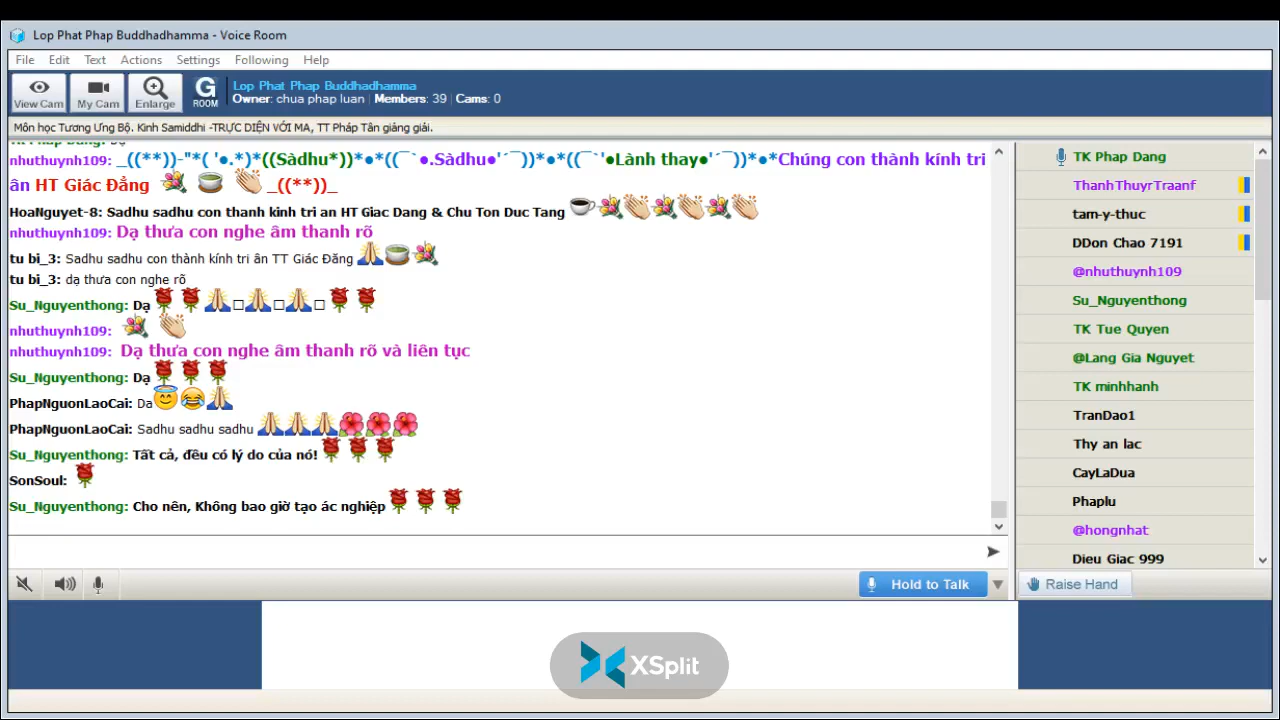 Lop Phat Phap Buddhadhamma - Voice Room
File Edit Text Actions Settings Following Help
View Cam My Cam Enlarge G ROOM
Lop Phat Phap Buddhadhamma
Owner: chua phap luan | Members: 39 | Cams: 0
Môn học Tương Ưng Bộ. Kinh Samiddhi -TRỰC DIỆN VỚI MA, TT Pháp Tân giảng giải.
nhuthuynh109: _((**))-"*( '●.*)*((Sàdhu*))*●*((¯`●.Sàdhu●'´¯))*●*((¯`'●Lành thay●'´¯))*●*Chúng con thành kính tri
ân HT Giác Đẳng _((**))_
HoaNguyet-8: Sadhu sadhu con thanh kinh tri an HT Giac Dang & Chu Ton Duc Tang
nhuthuynh109: Dạ thưa con nghe âm thanh rõ
tu bi_3: Sadhu sadhu con thành kính tri ân TT Giác Đẳng
tu bi_3: dạ thưa con nghe rõ
Su_Nguyenthong: Dạ
nhuthuynh109:
nhuthuynh109: Dạ thưa con nghe âm thanh rõ và liên tục
Su_Nguyenthong: Dạ
PhapNguonLaoCai: Da
PhapNguonLaoCai: Sadhu sadhu sadhu
Su_Nguyenthong: Tất cả, đều có lý do của nó!
SonSoul:
Su_Nguyenthong: Cho nên, Không bao giờ tạo ác nghiệp
TK Phap Dang
ThanhThuyrTraanf
tam-y-thuc
DDon Chao 7191
@nhuthuynh109
Su_Nguyenthong
TK Tue Quyen
@Lang Gia Nguyet
TK minhhanh
TranDao1
Thy an lac
CayLaDua
Phaplu
@hongnhat
Dieu Giac 999
Hold to Talk
Raise Hand
XSplit